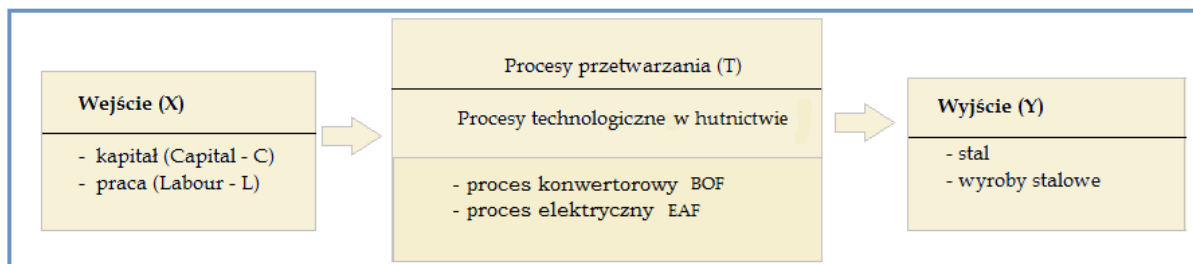 Wejście (X)
- kapitał (Capital - C)
- praca (Labour - L)
Procesy przetwarzania (T)
Procesy technologiczne w hutnictwie
- proces konwertorowy BOF
- proces elektryczny EAF
Wyjście (Y)
- stal
- wyroby stalowe